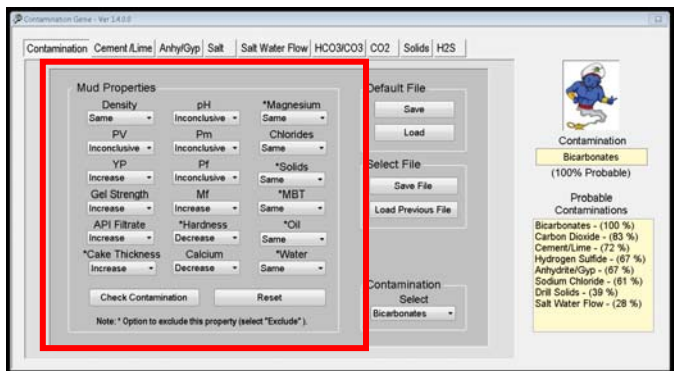 Contamination Genie - Ver 1.4.0.0
Contamination Cement /Lime Anhy/Gyp Salt Salt Water Flow HCO3/CO3 CO2 Solids H2S
Mud Properties
Density pH *Magnesium
Same Inconclusive Same
PV Pm Chlorides
Inconclusive Inconclusive Same
YP Pf *Solids
Increase Inconclusive Same
Gel Strength Mf *MBT
Increase Increase Same
API Filtrate *Hardness *Oil
Increase Decrease Same
*Cake Thickness Calcium *Water
Increase Decrease Same
Check Contamination Reset
Note: * Option to exclude this property (select "Exclude" ).
Default File
Save
Load
Select File
Save File
Load Previous File
Contamination
Select
Bicarbonates
Contamination
Bicarbonates
(100% Probable)
Probable
Contaminations
Bicarbonates - (100 %)
Carbon Dioxide - (83 %)
Cement/Lime - (72 %)
Hydrogen Sulfide - (67 %)
Anhydrite/Gyp - (67 %)
Sodium Chloride - (61 %)
Drill Solids - (39 %)
Salt Water Flow - (28 %)